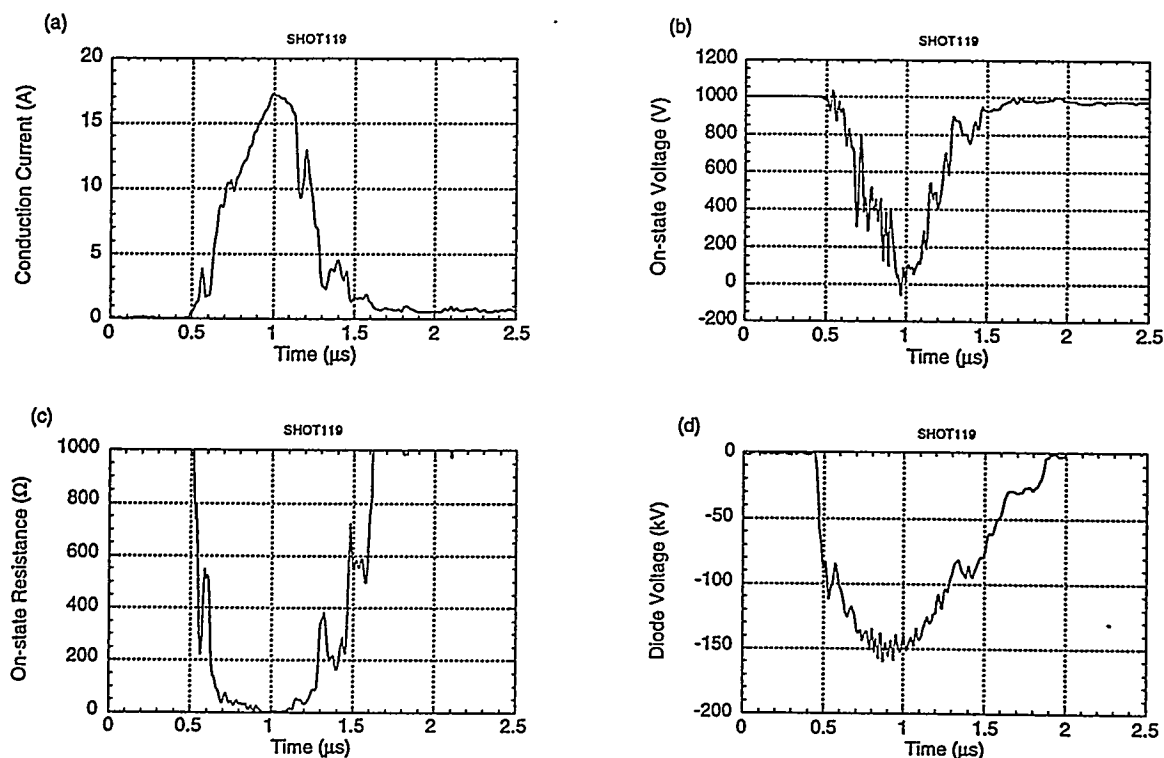 (a)
SHOT119
20
15
10
5
0
Conduction Current (A)
0 0.5 1 1.5 2 2.5
Time (µs)
(b)
SHOT119
1200
1000
800
600
400
200
0
-200
On-state Voltage (V)
0 0.5 1 1.5 2 2.5
Time (µs)
(c)
SHOT119
1000
800
600
400
200
0
On-state Resistance (Ω)
0 0.5 1 1.5 2 2.5
Time (µs)
(d)
SHOT119
0
-50
-100
-150
-200
Diode Voltage (kV)
0 0.5 1 1.5 2 2.5
Time (µs)